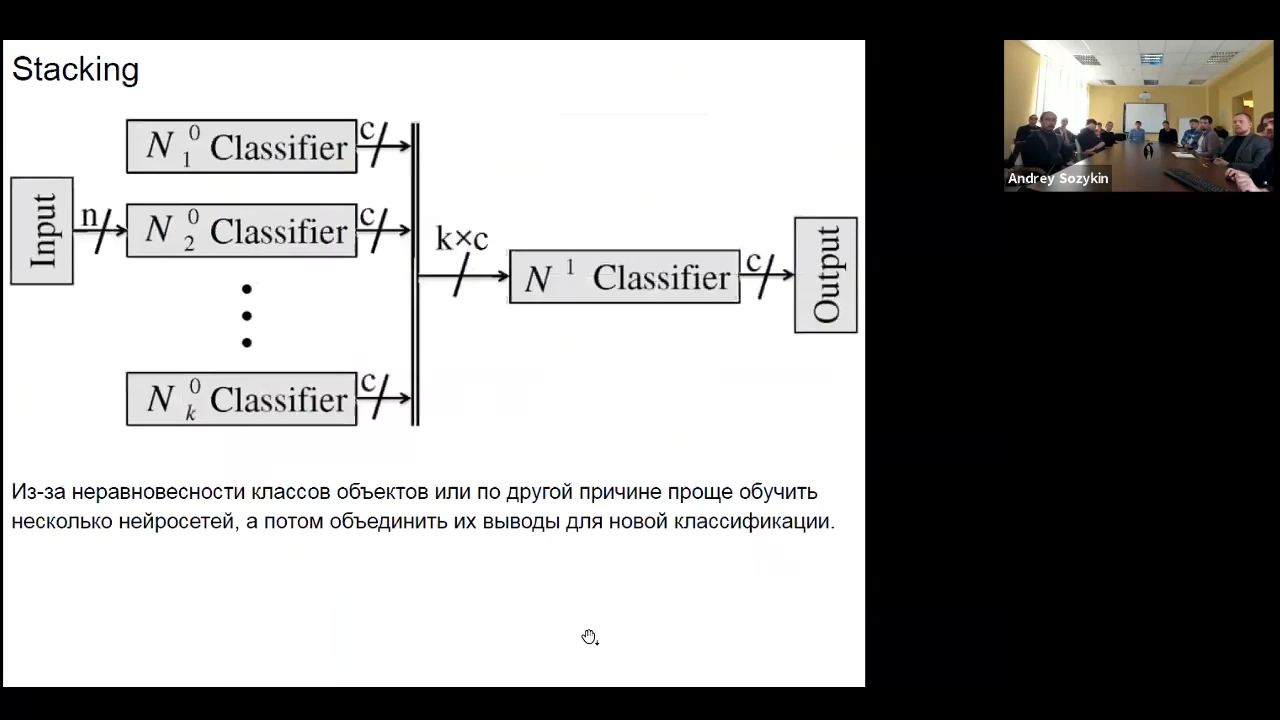 Stacking
Input
n
N 0 1 Classifier
c
N 0 2 Classifier
c
N 0 k Classifier
c
k×c
N 1 Classifier
c
Output
Из-за неравновесности классов объектов или по другой причине проще обучить
несколько нейросетей, а потом объединить их выводы для новой классификации.
Andrey Sozykin